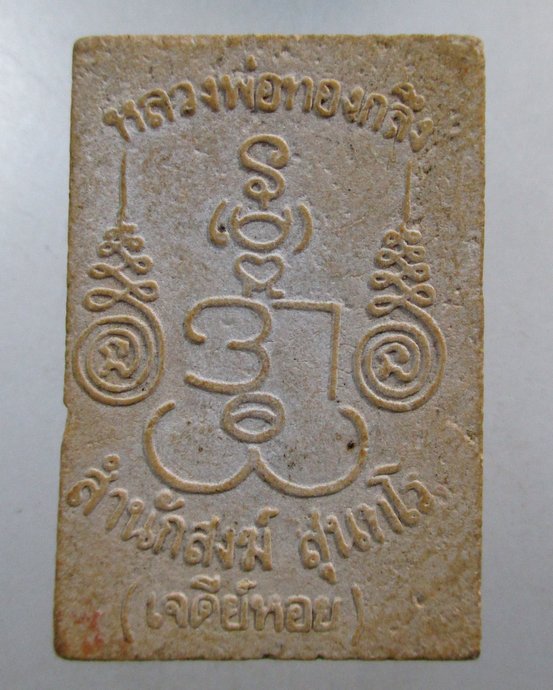 หลวงพ่อทองกลึง
สำนักสงฆ์ สุนทโร
(เจดีย์หอย)